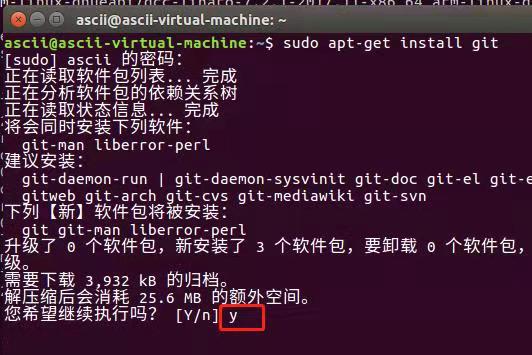 ascii@ascii-virtual-machine: ~
ascii@ascii-virtual-machine:~$ sudo apt-get install git
[sudo] ascii 的密码：
正在读取软件包列表... 完成
正在分析软件包的依赖关系树
正在读取状态信息... 完成
将会同时安装下列软件：
git-man liberror-perl
建议安装：
git-daemon-run | git-daemon-sysvinit git-doc git-el git-e
gitweb git-arch git-cvs git-mediawiki git-svn
下列【新】软件包将被安装：
git git-man liberror-perl
升级了 0 个软件包，新安装了 3 个软件包，要卸载 0 个软件包，
级。
需要下载 3,932 kB 的归档。
解压缩后会消耗 25.6 MB 的额外空间。
您希望继续执行吗？ [Y/n] y